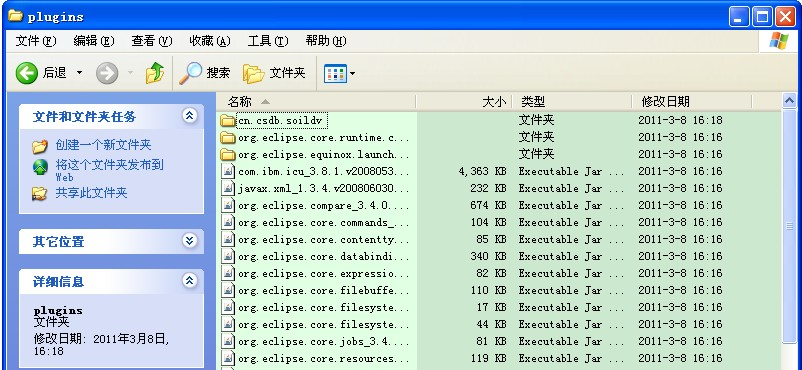 plugins
文件(F) 编辑(E) 查看(V) 收藏(A) 工具(T) 帮助(H)
后退 搜索 文件夹
文件和文件夹任务
创建一个新文件夹
将这个文件夹发布到
Web
共享此文件夹
其它位置
详细信息
plugins
文件夹
修改日期: 2011年3月8日,
16:18
名称 大小 类型 修改日期
cn.csdb.soildv 文件夹 2011-3-8 16:18
org.eclipse.core.runtime.c... 文件夹 2011-3-8 16:16
org.eclipse.equinox.launch... 文件夹 2011-3-8 16:16
com.ibm.icu_3.8.1.v2008053... 4,363 KB Executable Jar ... 2011-3-8 16:16
javax.xml_1.3.4.v200806030... 232 KB Executable Jar ... 2011-3-8 16:16
org.eclipse.compare_3.4.0.... 674 KB Executable Jar ... 2011-3-8 16:16
org.eclipse.core.commands_... 104 KB Executable Jar ... 2011-3-8 16:16
org.eclipse.core.contentty... 85 KB Executable Jar ... 2011-3-8 16:16
org.eclipse.core.databindi... 340 KB Executable Jar ... 2011-3-8 16:16
org.eclipse.core.expressio... 82 KB Executable Jar ... 2011-3-8 16:16
org.eclipse.core.filebuffe... 110 KB Executable Jar ... 2011-3-8 16:16
org.eclipse.core.filesyste... 17 KB Executable Jar ... 2011-3-8 16:16
org.eclipse.core.filesyste... 44 KB Executable Jar ... 2011-3-8 16:16
org.eclipse.core.jobs_3.4.... 81 KB Executable Jar ... 2011-3-8 16:16
org.eclipse.core.resources... 119 KB Executable Jar ... 2011-3-8 16:16